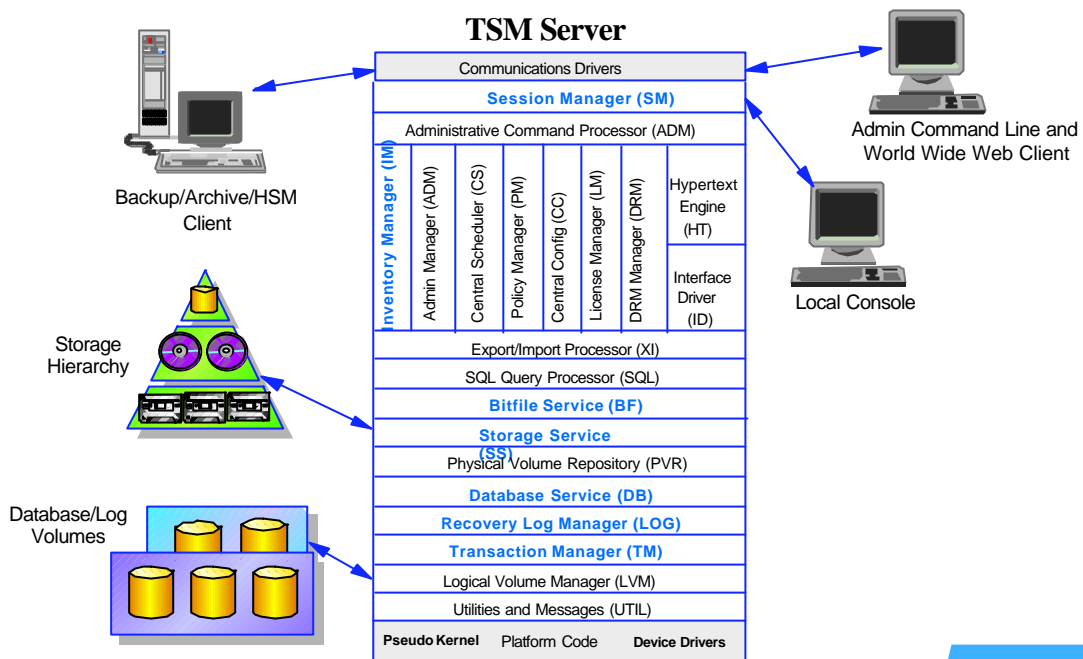 TSM Server
Communications Drivers
Session Manager (SM)
Administrative Command Processor (ADM)
Inventory Manager (IM)
Admin Manager (ADM)
Central Scheduler (CS)
Policy Manager (PM)
Central Config (CC)
License Manager (LM)
DRM Manager (DRM)
Hypertext
Engine
(HT)
Interface
Driver
(ID)
Export/Import Processor (XI)
SQL Query Processor (SQL)
Bitfile Service (BF)
Storage Service
(SS)
Physical Volume Repository (PVR)
Database Service (DB)
Recovery Log Manager (LOG)
Transaction Manager (TM)
Logical Volume Manager (LVM)
Utilities and Messages (UTIL)
Pseudo Kernel Platform Code Device Drivers
Backup/Archive/HSM
Client
Storage
Hierarchy
Database/Log
Volumes
Admin Command Line and
World Wide Web Client
Local Console